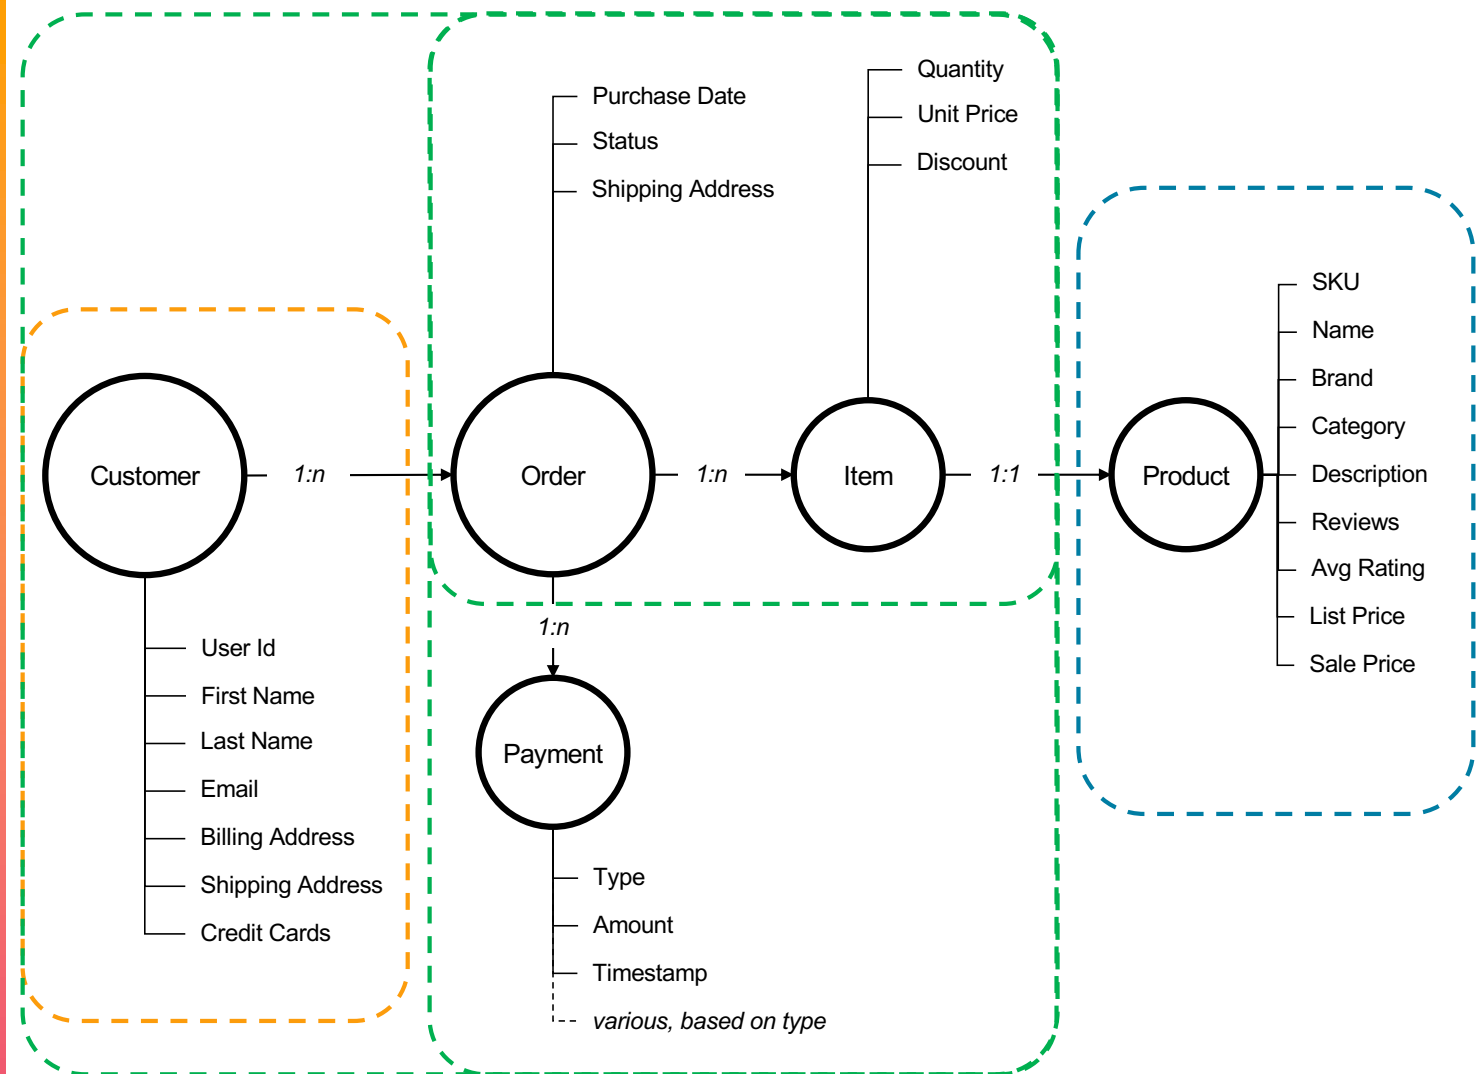 Quantity
Purchase Date
Unit Price
Status
Discount
Shipping Address
SKU
Name
Brand
Category
Customer
1:n
Order
1:n
Item
1:1
Product
Description
Reviews
Avg Rating
List Price
Sale Price
1:n
User Id
First Name
Last Name
Email
Billing Address
Shipping Address
Credit Cards
Payment
Type
Amount
Timestamp
various, based on type